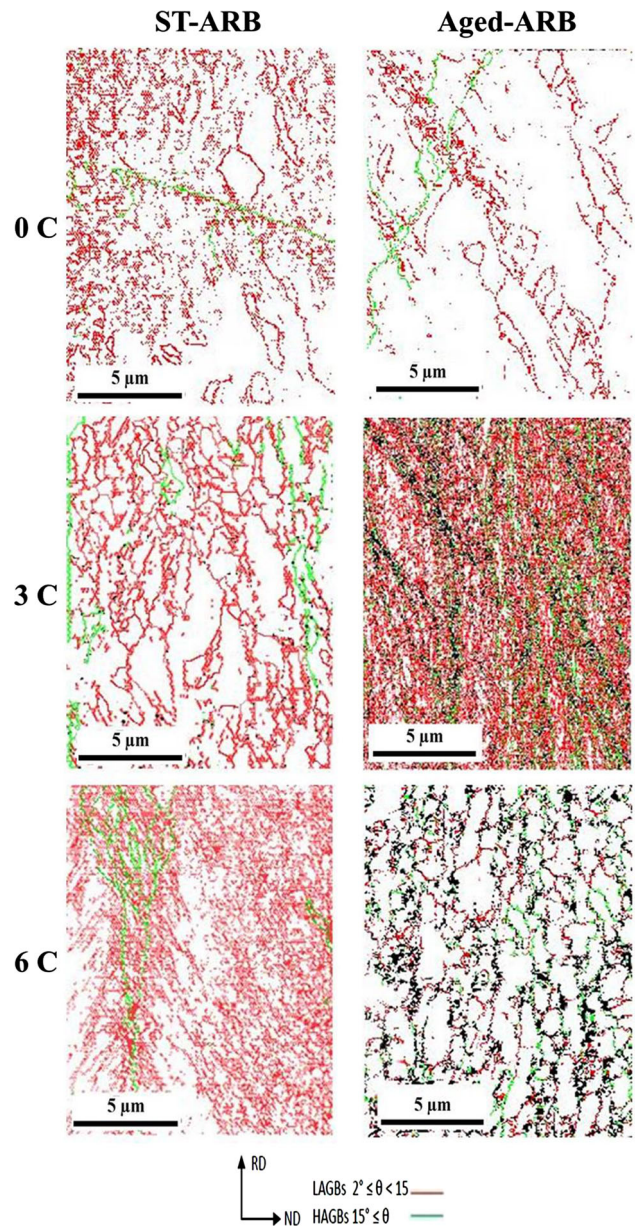 ST-ARB Aged-ARB
0 C
5 µm 5 µm
3 C
5 µm 5 µm
6 C
5 µm 5 µm
RD
ND
LAGBs 2° ≤ θ < 15
HAGBs 15° ≤ θ